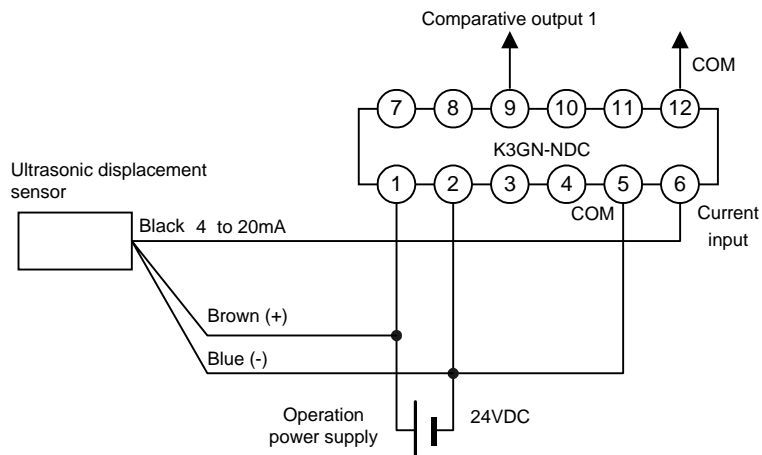 Comparative output 1
COM
7 8 9 10 11 12
K3GN-NDC
Ultrasonic displacement
sensor
1 2 3 4 5 6
COM
Current
input
Black 4 to 20mA
Brown (+)
Blue (-)
Operation
power supply
24VDC